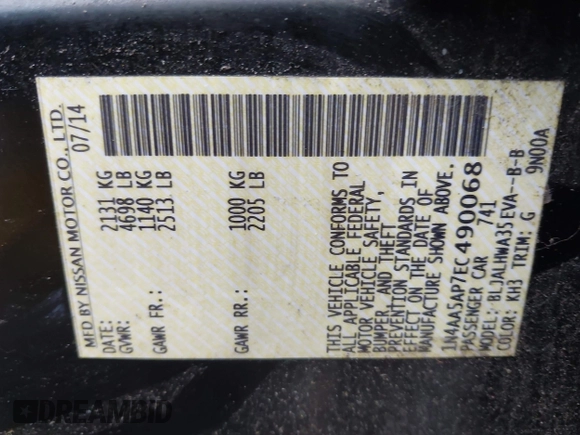 MFD BY NISSAN MOTOR CO., LTD.
07/14
2131 KG
GVWR: 4698 LB
1140 KG
GAWR FR: 2513 LB
1000 KG
GAWR RR: 2205 LB
THIS VEHICLE CONFORMS TO
ALL APPLICABLE FEDERAL
MOTOR VEHICLE SAFETY,
BUMPER, AND THEFT
PREVENTION STANDARDS IN
EFFECT ON THE DATE OF
MANUFACTURE SHOWN ABOVE.
1N4AA5AP7EC490068
PASSENGER CAR 741
MODEL: BLJALHWA35EVA--B-B
COLOR: KH3 TRIM: G 9N00A
DREAMBID